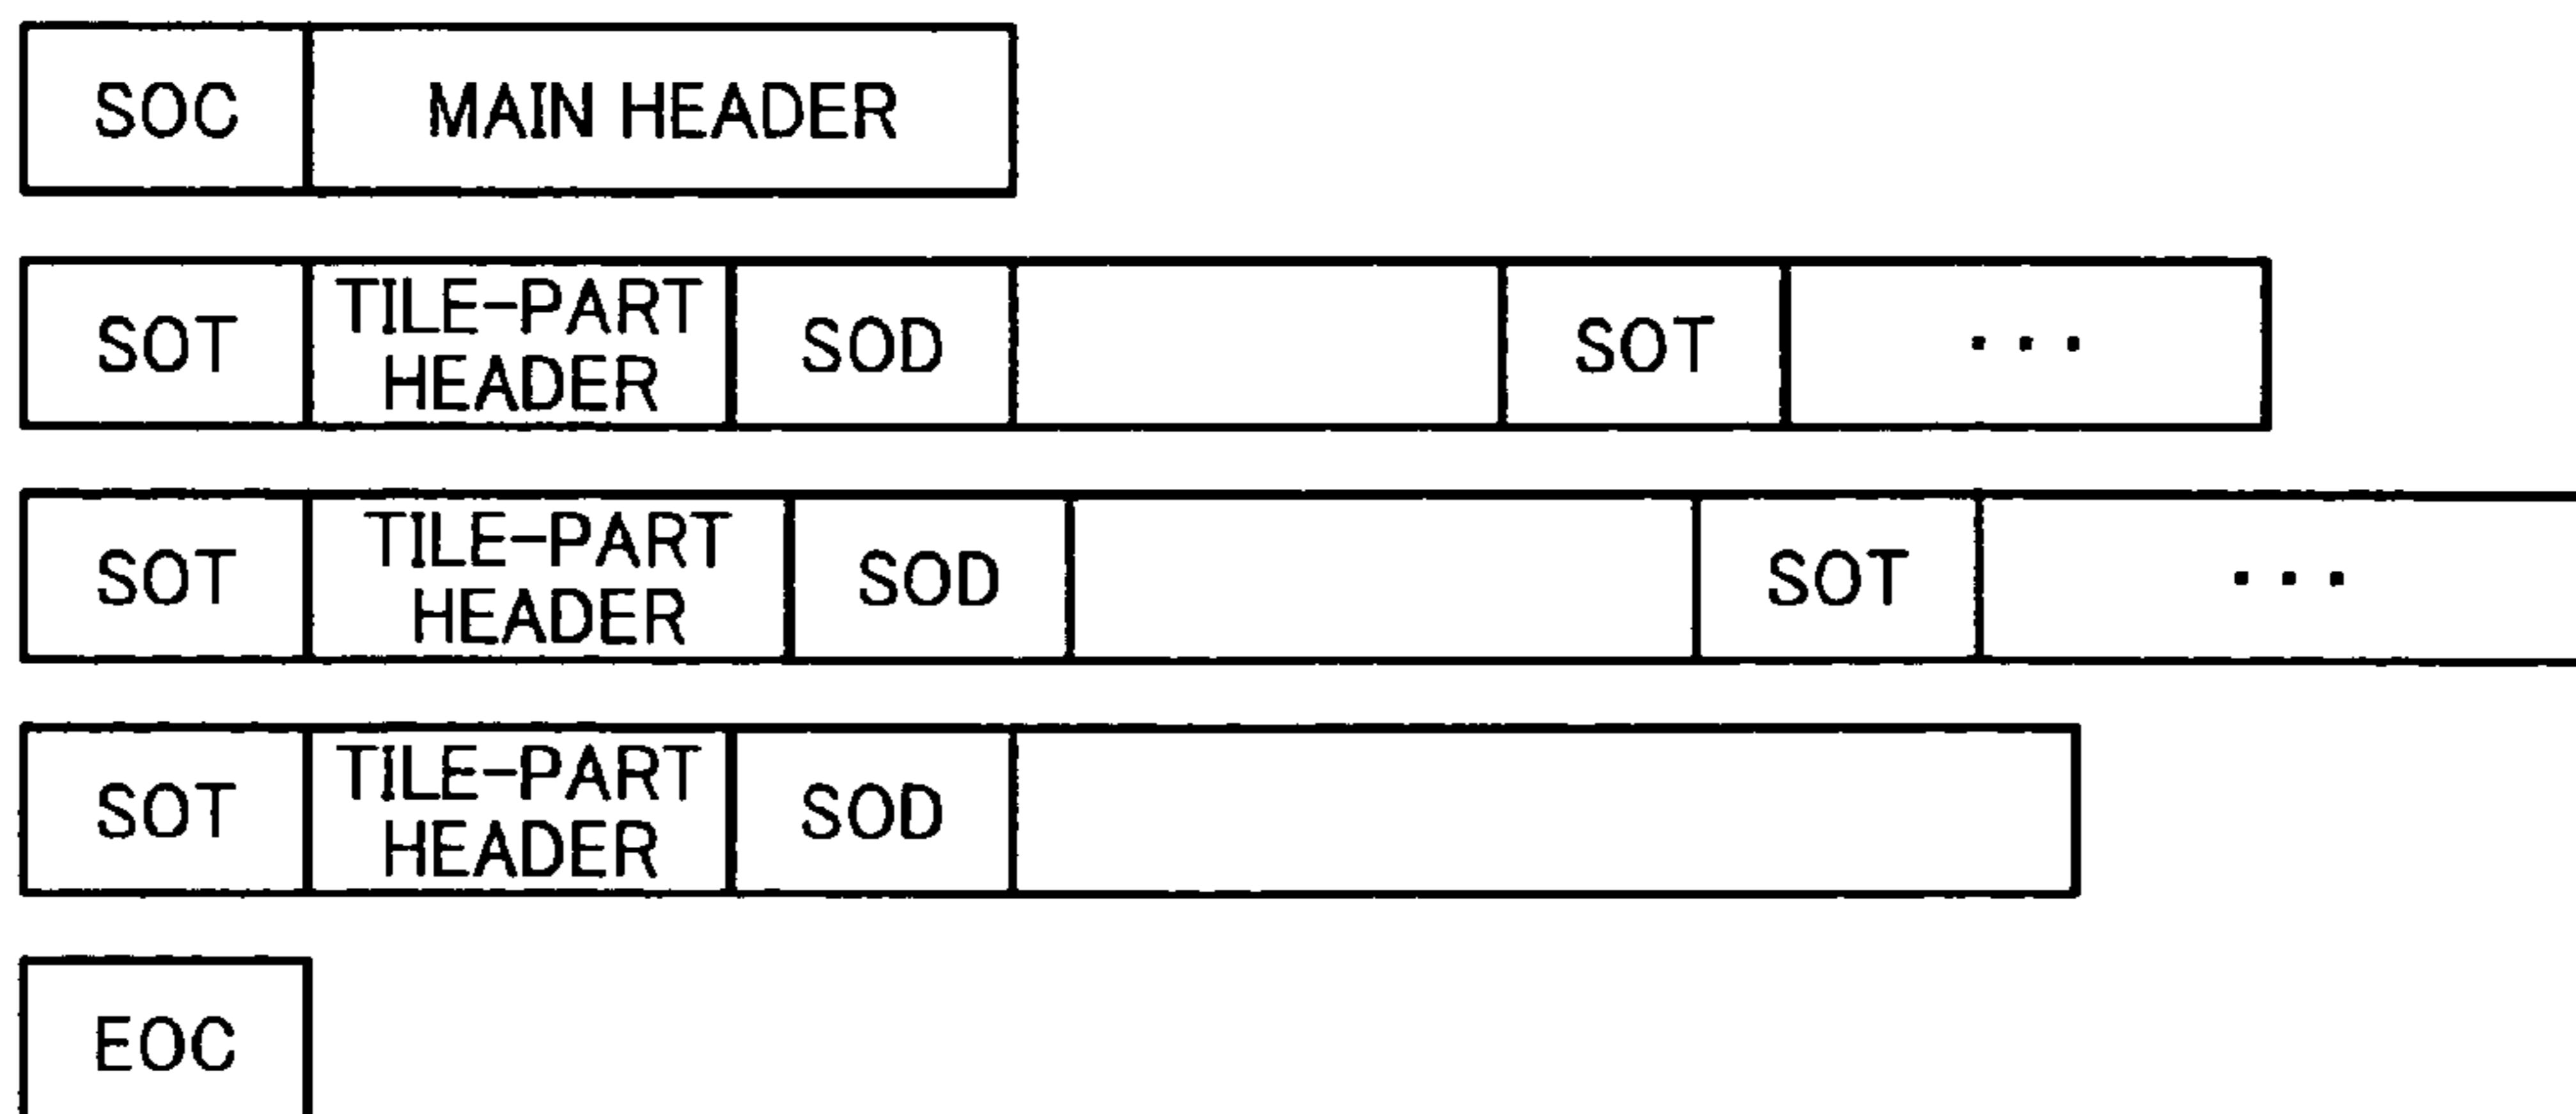 SOC MAIN HEADER
SOT TILE-PART HEADER SOD SOT ...
SOT TILE-PART HEADER SOD SOT ...
SOT TILE-PART HEADER SOD
EOC